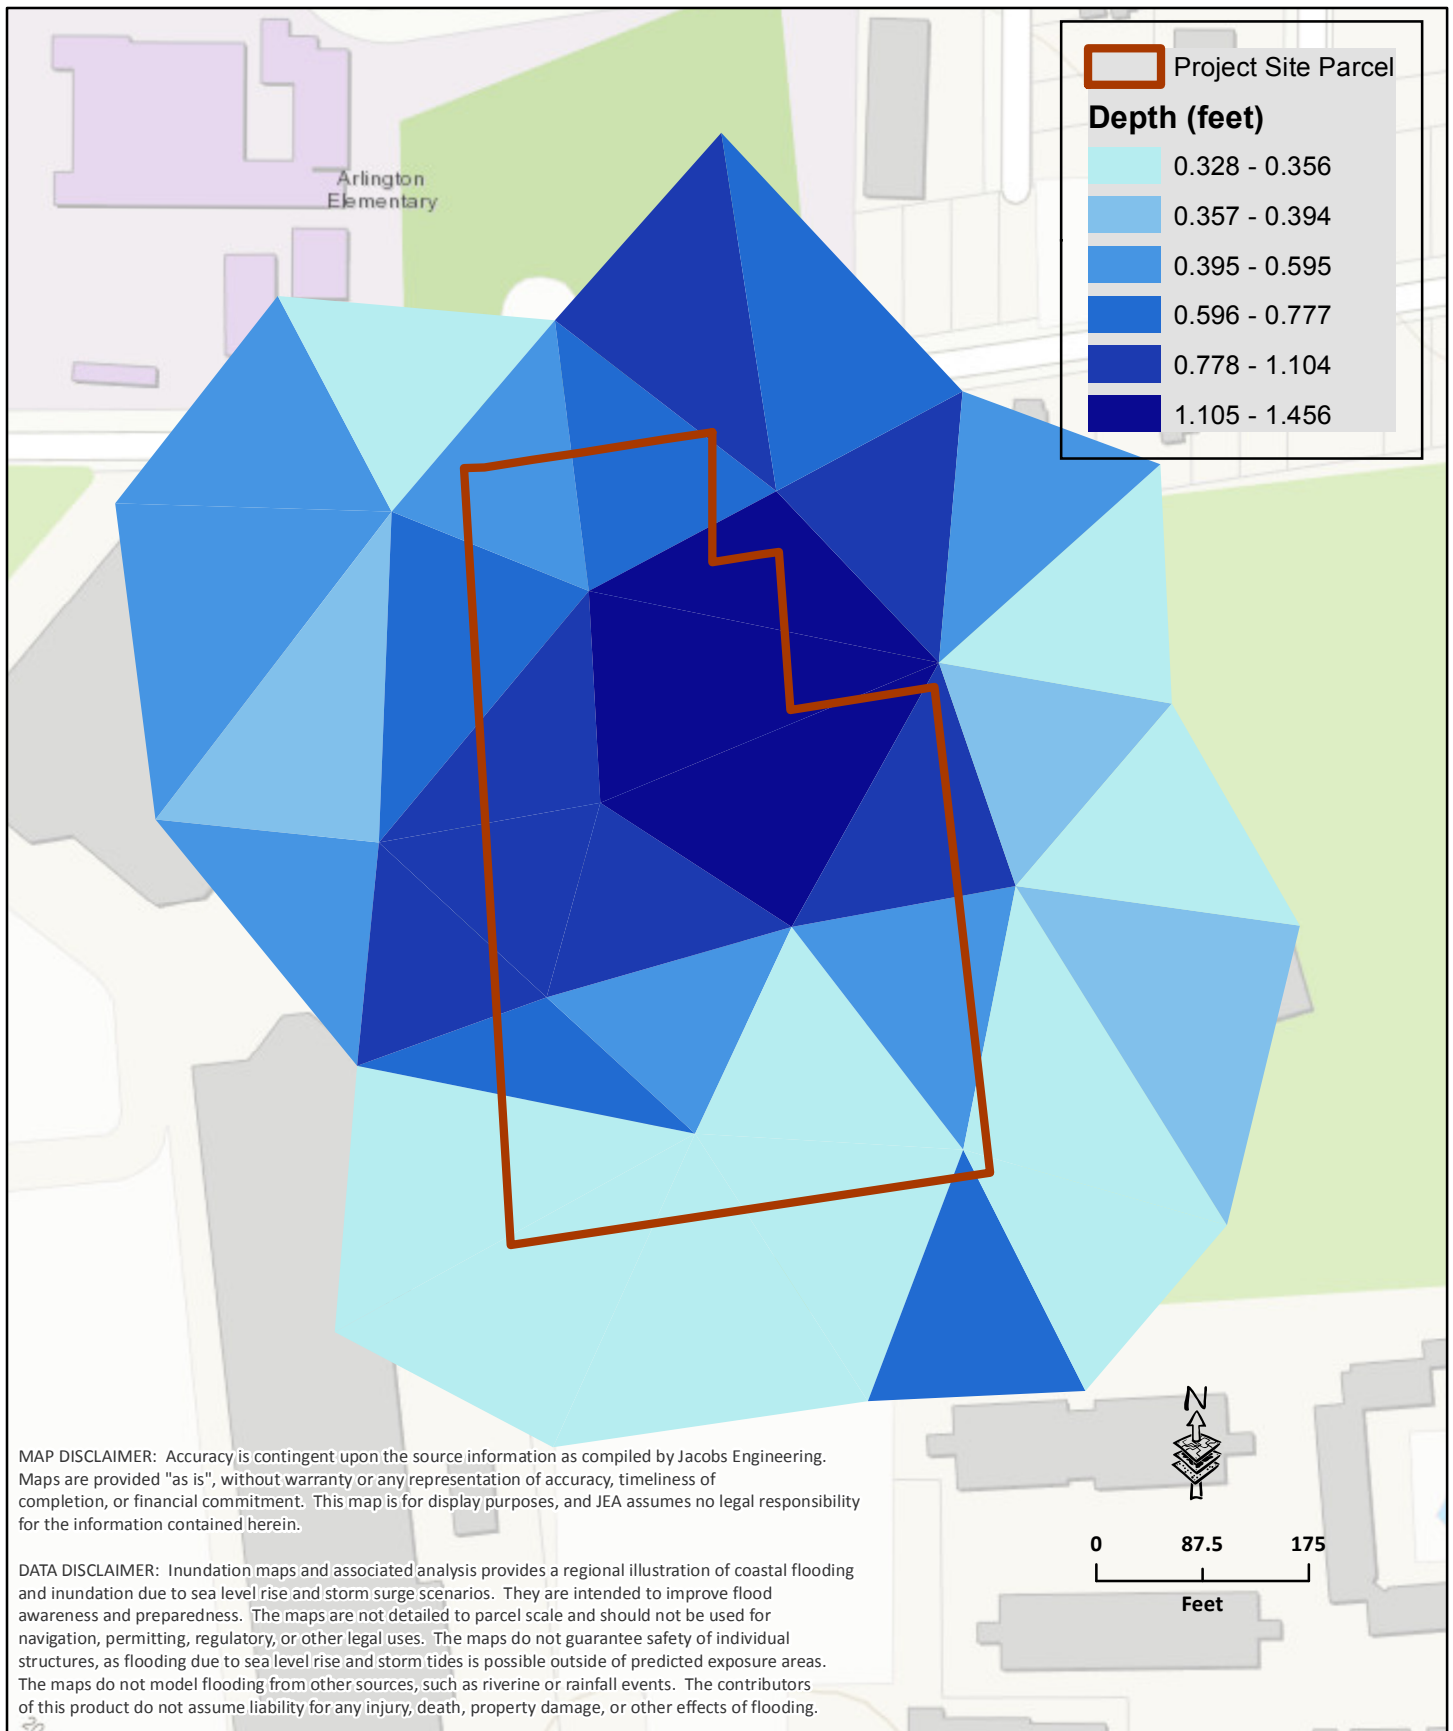 Project Site Parcel
Depth (feet)
0.328 - 0.356
0.357 - 0.394
0.395 - 0.595
0.596 - 0.777
0.778 - 1.104
1.105 - 1.456
Arlington
Elementary
N
0 87.5 175
Feet
MAP DISCLAIMER: Accuracy is contingent upon the source information as compiled by Jacobs Engineering.
Maps are provided "as is", without warranty or any representation of accuracy, timeliness of
completion, or financial commitment. This map is for display purposes, and JEA assumes no legal responsibility
for the information contained herein.
DATA DISCLAIMER: Inundation maps and associated analysis provides a regional illustration of coastal flooding
and inundation due to sea level rise and storm surge scenarios. They are intended to improve flood
awareness and preparedness. The maps are not detailed to parcel scale and should not be used for
navigation, permitting, regulatory, or other legal uses. The maps do not guarantee safety of individual
structures, as flooding due to sea level rise and storm tides is possible outside of predicted exposure areas.
The maps do not model flooding from other sources, such as riverine or rainfall events. The contributors
of this product do not assume liability for any injury, death, property damage, or other effects of flooding.
20